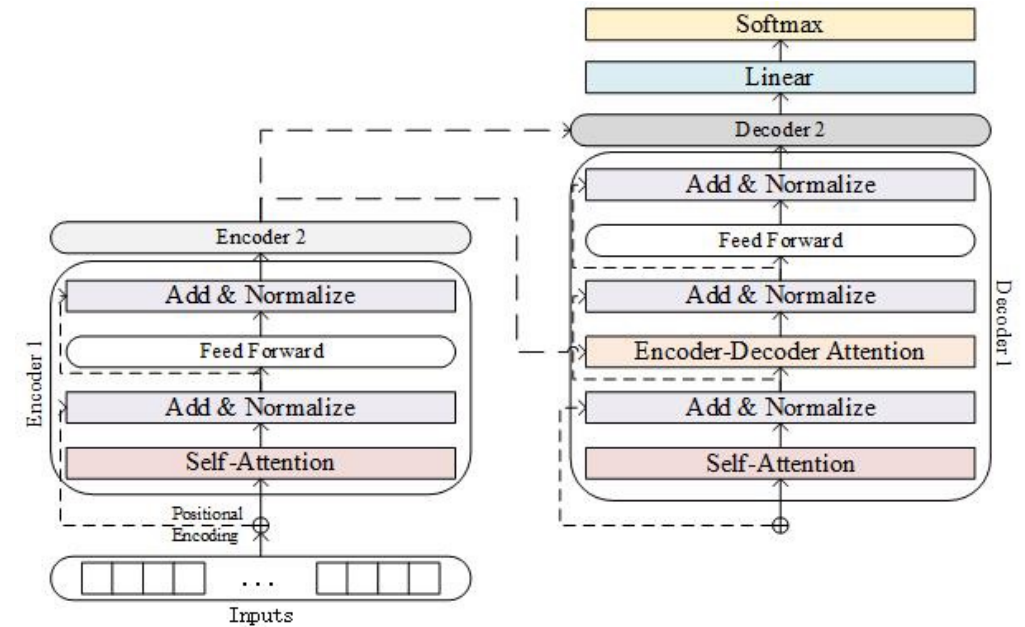 Softmax
Linear
Decoder 2
Add & Normalize
Feed Forward
Add & Normalize
Encoder-Decoder Attention
Add & Normalize
Self-Attention
Decoder 1
Encoder 2
Add & Normalize
Feed Forward
Add & Normalize
Self-Attention
Encoder 1
Positional
Encoding
...
Inputs